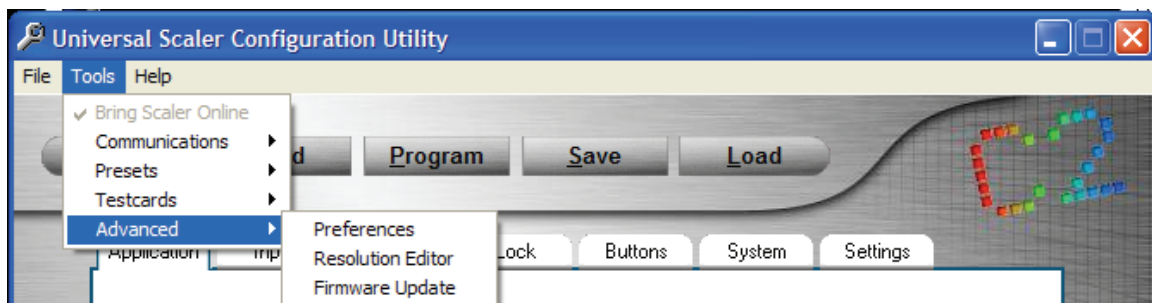 Universal Scaler Configuration Utility
File Tools Help
Bring Scaler Online
Communications
Presets
Testcards
Advanced
Program Save Load
Preferences
Resolution Editor
Firmware Update
Application Buttons System Settings
C2